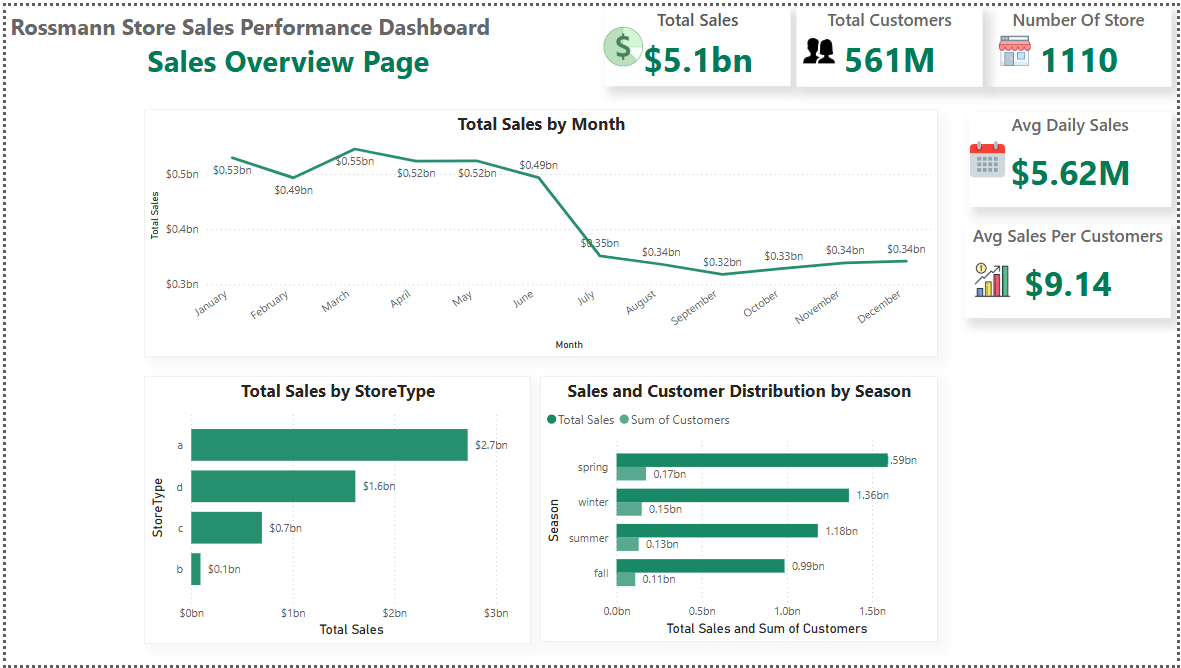 Rossmann Store Sales Performance Dashboard
Sales Overview Page
Total Sales
$
$5.1bn
Total Customers
561M
Number Of Store
1110
Avg Daily Sales
$5.62M
Avg Sales Per Customers
1
$9.14
Total Sales by Month
Total Sales
$0.5bn
$0.4bn
$0.3bn
$0.53bn
$0.49bn
$0.55bn
$0.52bn
$0.52bn
$0.49bn
$0.35bn
$0.34bn
$0.32bn
$0.33bn
$0.34bn
$0.34bn
January
February
March
April
May
June
July
August
September
October
November
December
Month
Total Sales by StoreType
StoreType
a $2.7bn
d $1.6bn
c $0.7bn
b $0.1bn
$0bn $1bn $2bn $3bn
Total Sales
Sales and Customer Distribution by Season
Total Sales Sum of Customers
Season
spring .59bn
0.17bn
winter 1.36bn
0.15bn
summer 1.18bn
0.13bn
fall 0.99bn
0.11bn
0.0bn 0.5bn 1.0bn 1.5bn
Total Sales and Sum of Customers